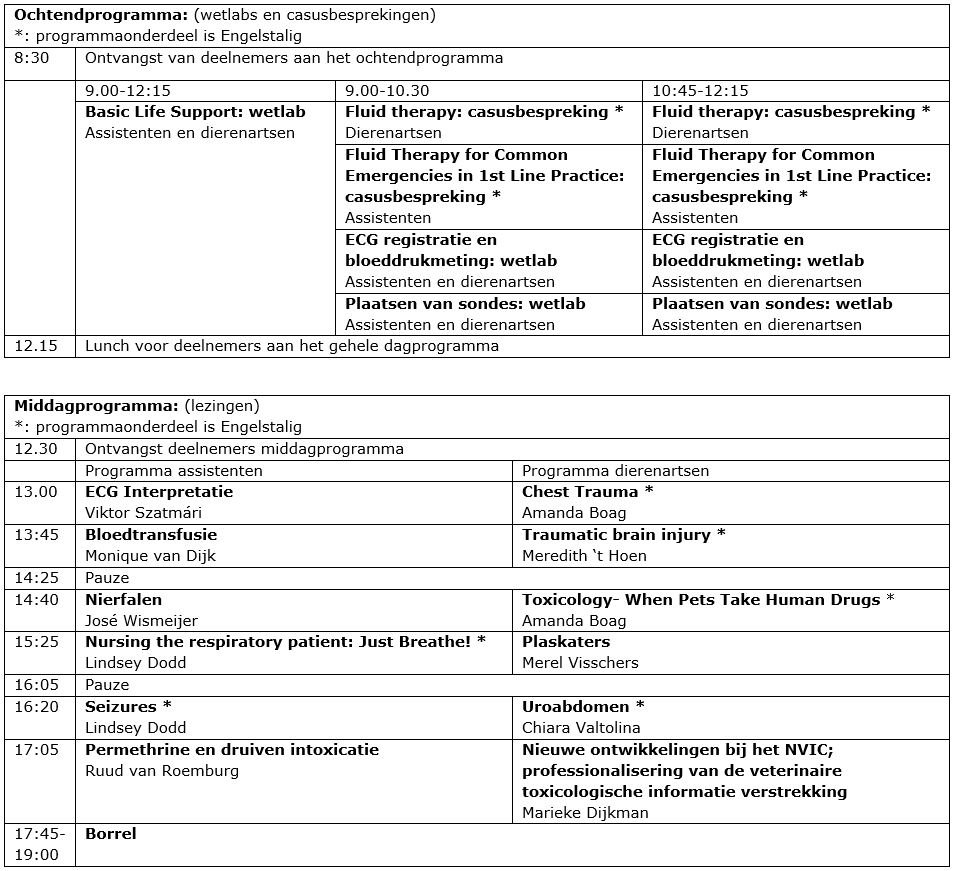 Ochtendprogramma: (wetlabs en casusbesprekingen)
*: programmaonderdeel is Engelstalig
8:30 Ontvangst van deelnemers aan het ochtendprogramma
9.00-12:15 9.00-10.30 10:45-12:15
Basic Life Support: wetlab
Assistenten en dierenartsen
Fluid therapy: casusbespreking *
Dierenartsen
Fluid Therapy for Common
Emergencies in 1st Line Practice:
casusbespreking *
Assistenten
ECG registratie en
bloeddrukmeting: wetlab
Assistenten en dierenartsen
Plaatsen van sondes: wetlab
Assistenten en dierenartsen
Fluid therapy: casusbespreking *
Dierenartsen
Fluid Therapy for Common
Emergencies in 1st Line Practice:
casusbespreking *
Assistenten
ECG registratie en
bloeddrukmeting: wetlab
Assistenten en dierenartsen
Plaatsen van sondes: wetlab
Assistenten en dierenartsen
12.15 Lunch voor deelnemers aan het gehele dagprogramma
Middagprogramma: (lezingen)
*: programmaonderdeel is Engelstalig
12.30 Ontvangst deelnemers middagprogramma
Programma assistenten Programma dierenartsen
13.00 ECG Interpretatie Chest Trauma *
Viktor Szatmári Amanda Boag
13:45 Bloedtransfusie Traumatic brain injury *
Monique van Dijk Meredith ‘t Hoen
14:25 Pauze
14:40 Nierfalen Toxicology- When Pets Take Human Drugs *
José Wismeijer Amanda Boag
15:25 Nursing the respiratory patient: Just Breathe! * Plaskaters
Lindsey Dodd Merel Visschers
16:05 Pauze
16:20 Seizures * Uroabdomen *
Lindsey Dodd Chiara Valtolina
17:05 Permethrine en druiven intoxicatie Nieuwe ontwikkelingen bij het NVIC;
Ruud van Roemburg professionalisering van de veterinaire
toxicologische informatie verstrekking
Marieke Dijkman
17:45- Borrel
19:00